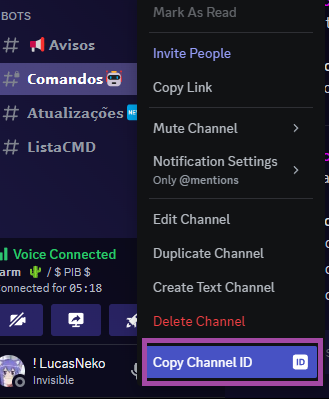 BOTS
Avisos
Comandos
Atualizações
ListaCMD
Voice Connected
arm / $ PIB $
onnected for 05:18
! LucasNeko
Invisible
Mark As Read
Invite People
Copy Link
Mute Channel
Notification Settings
Only @mentions
Edit Channel
Duplicate Channel
Create Text Channel
Delete Channel
Copy Channel ID ID